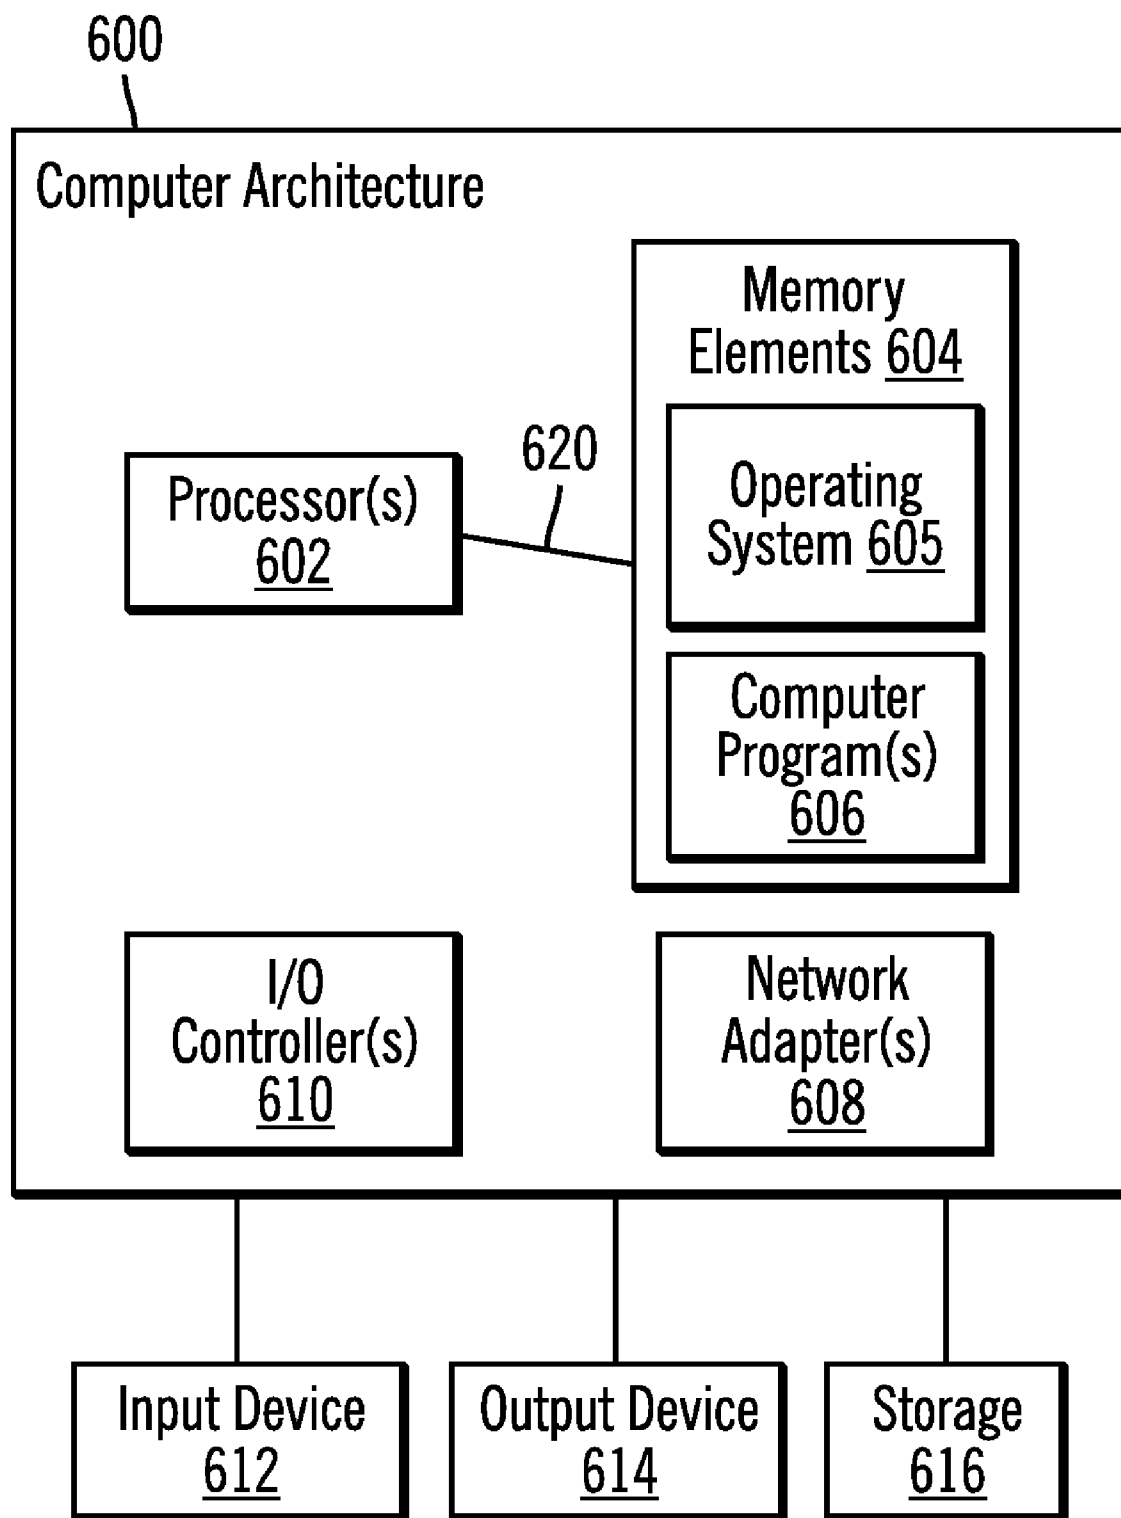 600
Computer Architecture
Memory
Elements 604
620
Operating
System 605
Processor(s)
602
Computer
Program(s)
606
I/O
Controller(s)
610
Network
Adapter(s)
608
Input Device
612
Output Device
614
Storage
616